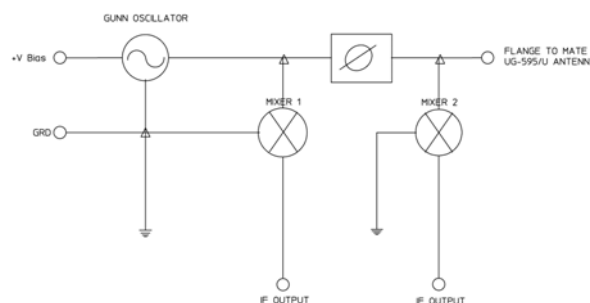 GUNN OSCILLATOR
+V Bias
FLANGE TO MATE
UG-595/U ANTENN
MIXER 1
MIXER 2
GRD
IF OUTPUT
IF OUTPUT